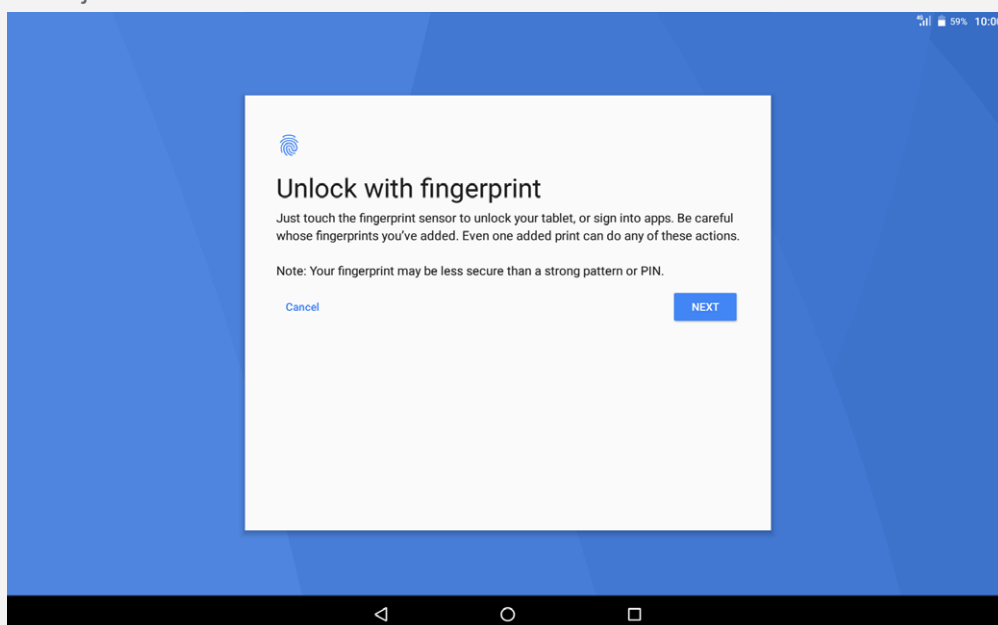 4G 59% 10:00
Unlock with fingerprint
Just touch the fingerprint sensor to unlock your tablet, or sign into apps. Be careful
whose fingerprints you've added. Even one added print can do any of these actions.
Note: Your fingerprint may be less secure than a strong pattern or PIN.
Cancel
NEXT